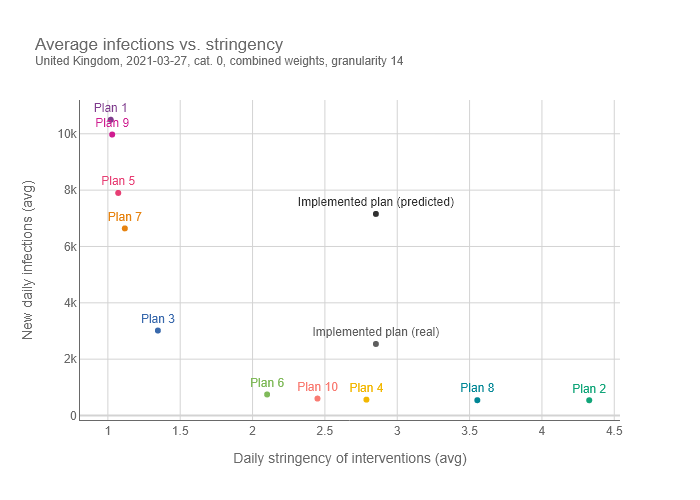 Average infections vs. stringency
United Kingdom, 2021-03-27, cat. 0, combined weights, granularity 14
Plan 1
Plan 9
10k
Plan 5
8k
Implemented plan (predicted)
Plan 7
6k
New daily infections (avg)
4k
Plan 3
Implemented plan (real)
2k
Plan 6
Plan 10
Plan 4
Plan 8
Plan 2
0
1
1.5
2
2.5
3
3.5
4
4.5
Daily stringency of interventions (avg)